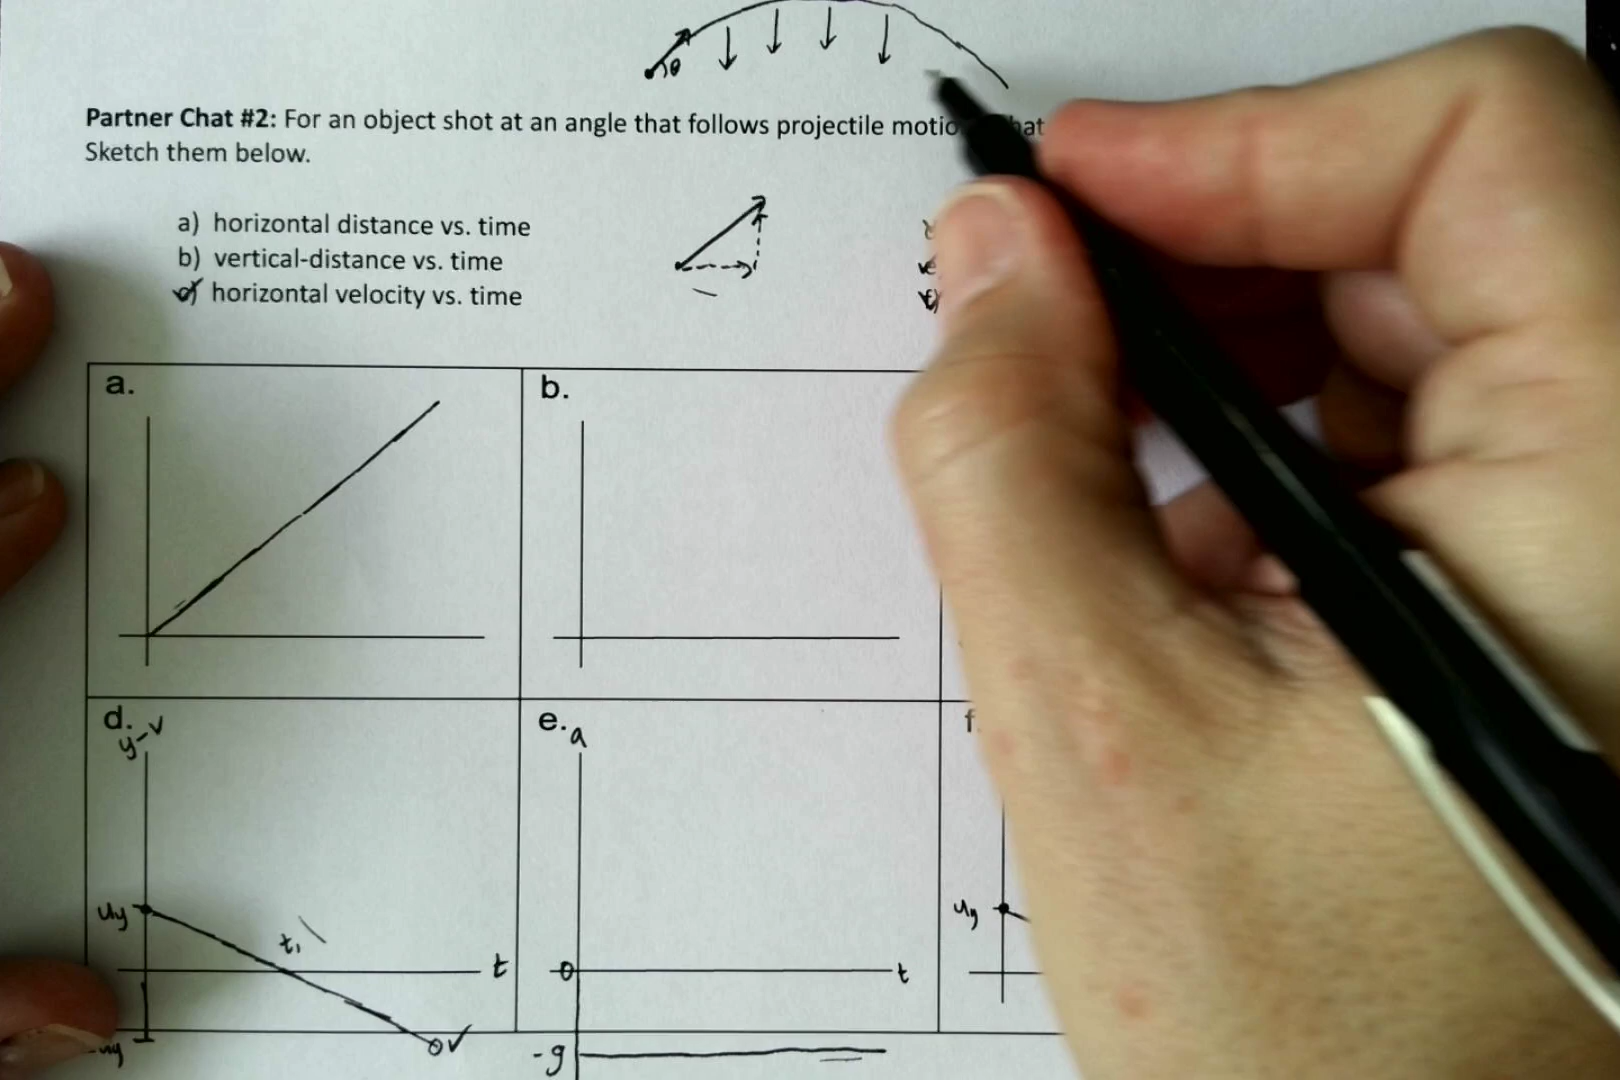 θ
Partner Chat #2: For an object shot at an angle that follows projectile motio hat
Sketch them below.
a) horizontal distance vs. time
b) vertical-distance vs. time
horizontal velocity vs. time
a.
b.
d.
y-v
e.
a
f
uy
t,
t
0
t
uy
v
-g